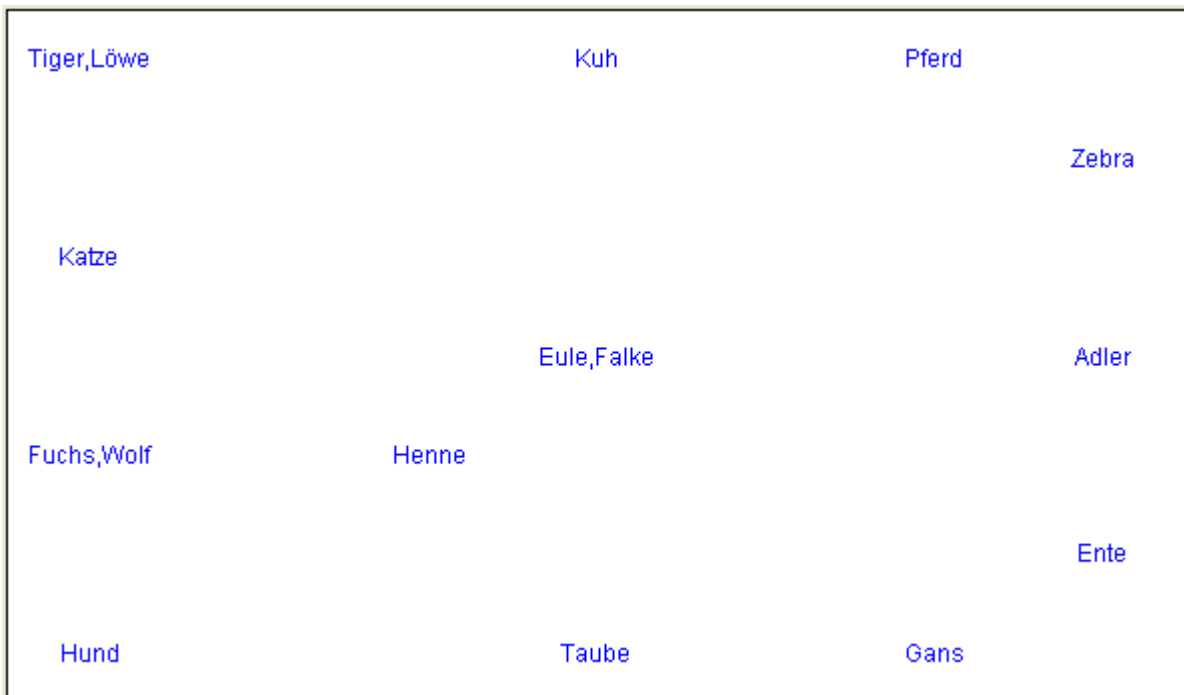 Tiger,Löwe Kuh Pferd
Zebra
Katze
Eule,Falke Adler
Fuchs,Wolf Henne
Ente
Hund Taube Gans